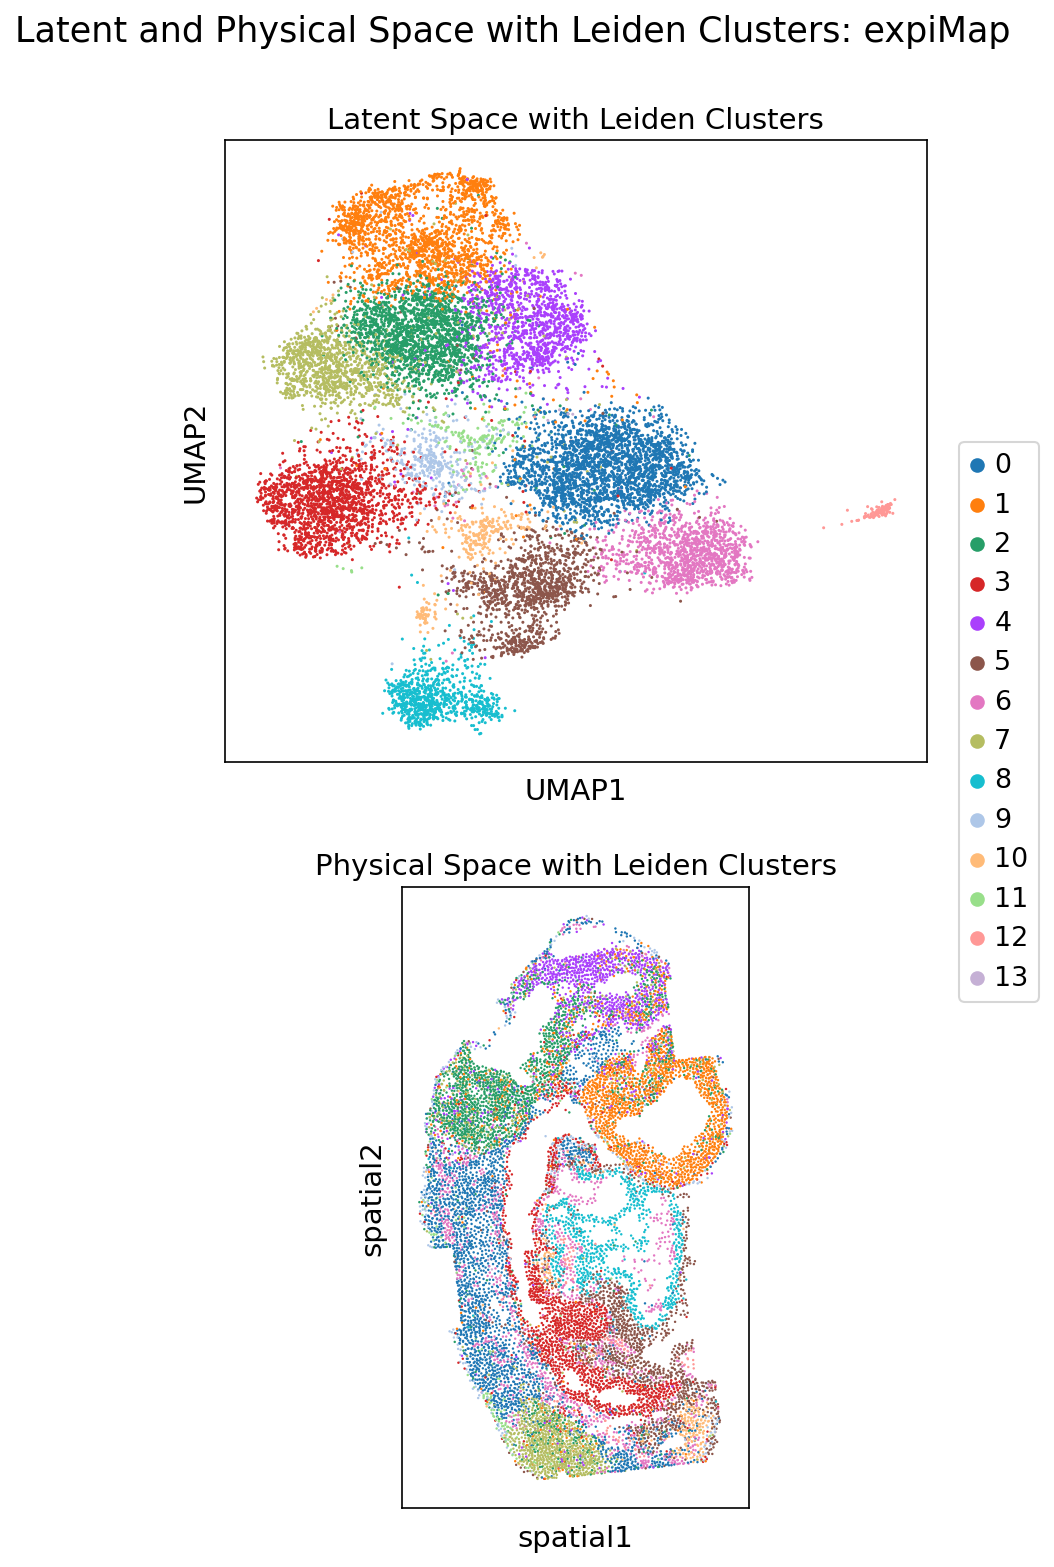 Latent and Physical Space with Leiden Clusters: expiMap
Latent Space with Leiden Clusters
UMAP2
UMAP1
0
1
2
3
4
5
6
7
8
9
10
11
12
13
Physical Space with Leiden Clusters
spatial2
spatial1